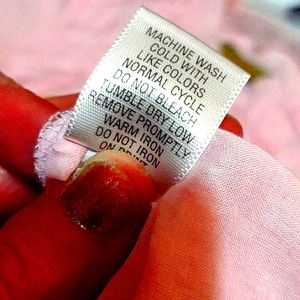 MACHINE WASH
COLD WITH
LIKE COLORS
NORMAL CYCLE
DO NOT BLEACH
TUMBLE DRY LOW
REMOVE PROMPTLY
WARM IRON
DO NOT IRON
ON